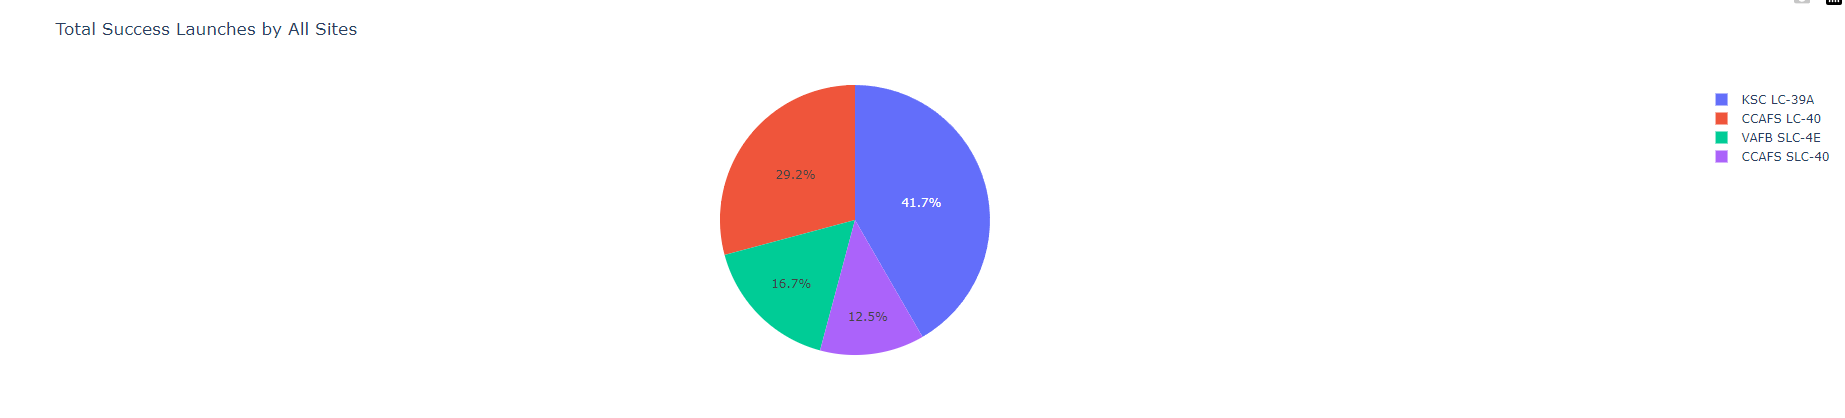 Total Success Launches by All Sites
KSC LC-39A
CCAFS LC-40
VAFB SLC-4E
CCAFS SLC-40
29.2%
41.7%
16.7%
12.5%